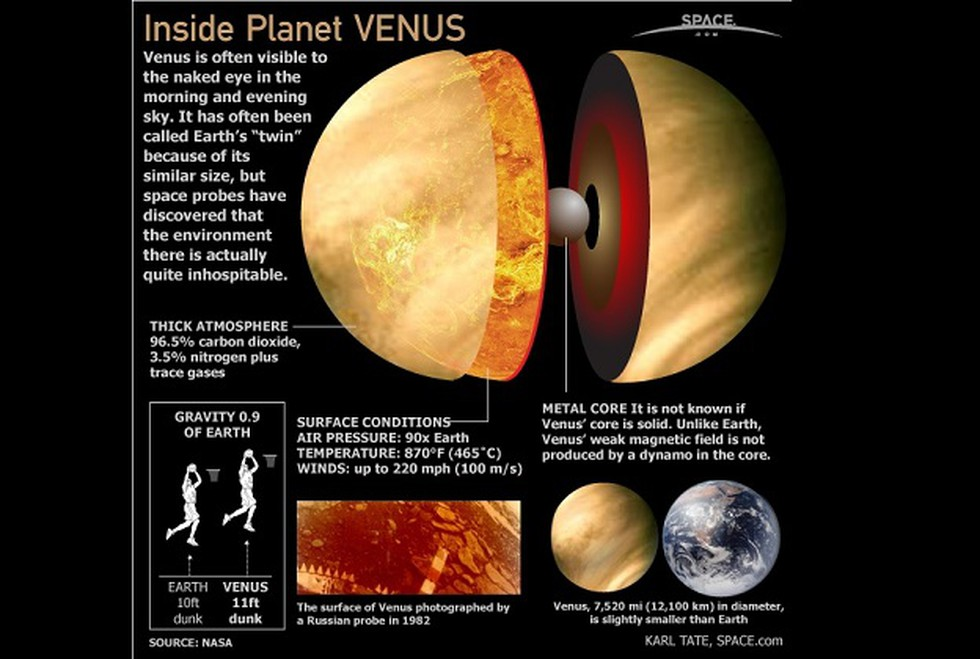 Inside Planet VENUS
SPACE.
.COM
Venus is often visible to
the naked eye in the
morning and evening
sky. It has often been
called Earth's “twin”
because of its
similar size, but
space probes have
discovered that
the environment
there is actually
quite inhospitable.
THICK ATMOSPHERE
96.5% carbon dioxide,
3.5% nitrogen plus
trace gases
GRAVITY 0.9
OF EARTH
EARTH
10ft
dunk
VENUS
11ft
dunk
SURFACE CONDITIONS
AIR PRESSURE: 90x Earth
TEMPERATURE: 870°F (465˚C)
WINDS: up to 220 mph (100 m/s)
METAL CORE It is not known if
Venus’ core is solid. Unlike Earth,
Venus’ weak magnetic field is not
produced by a dynamo in the core.
The surface of Venus photographed by
a Russian probe in 1982
Venus, 7,520 mi (12,100 km) in diameter,
is slightly smaller than Earth
SOURCE: NASA
KARL TATE, SPACE.com